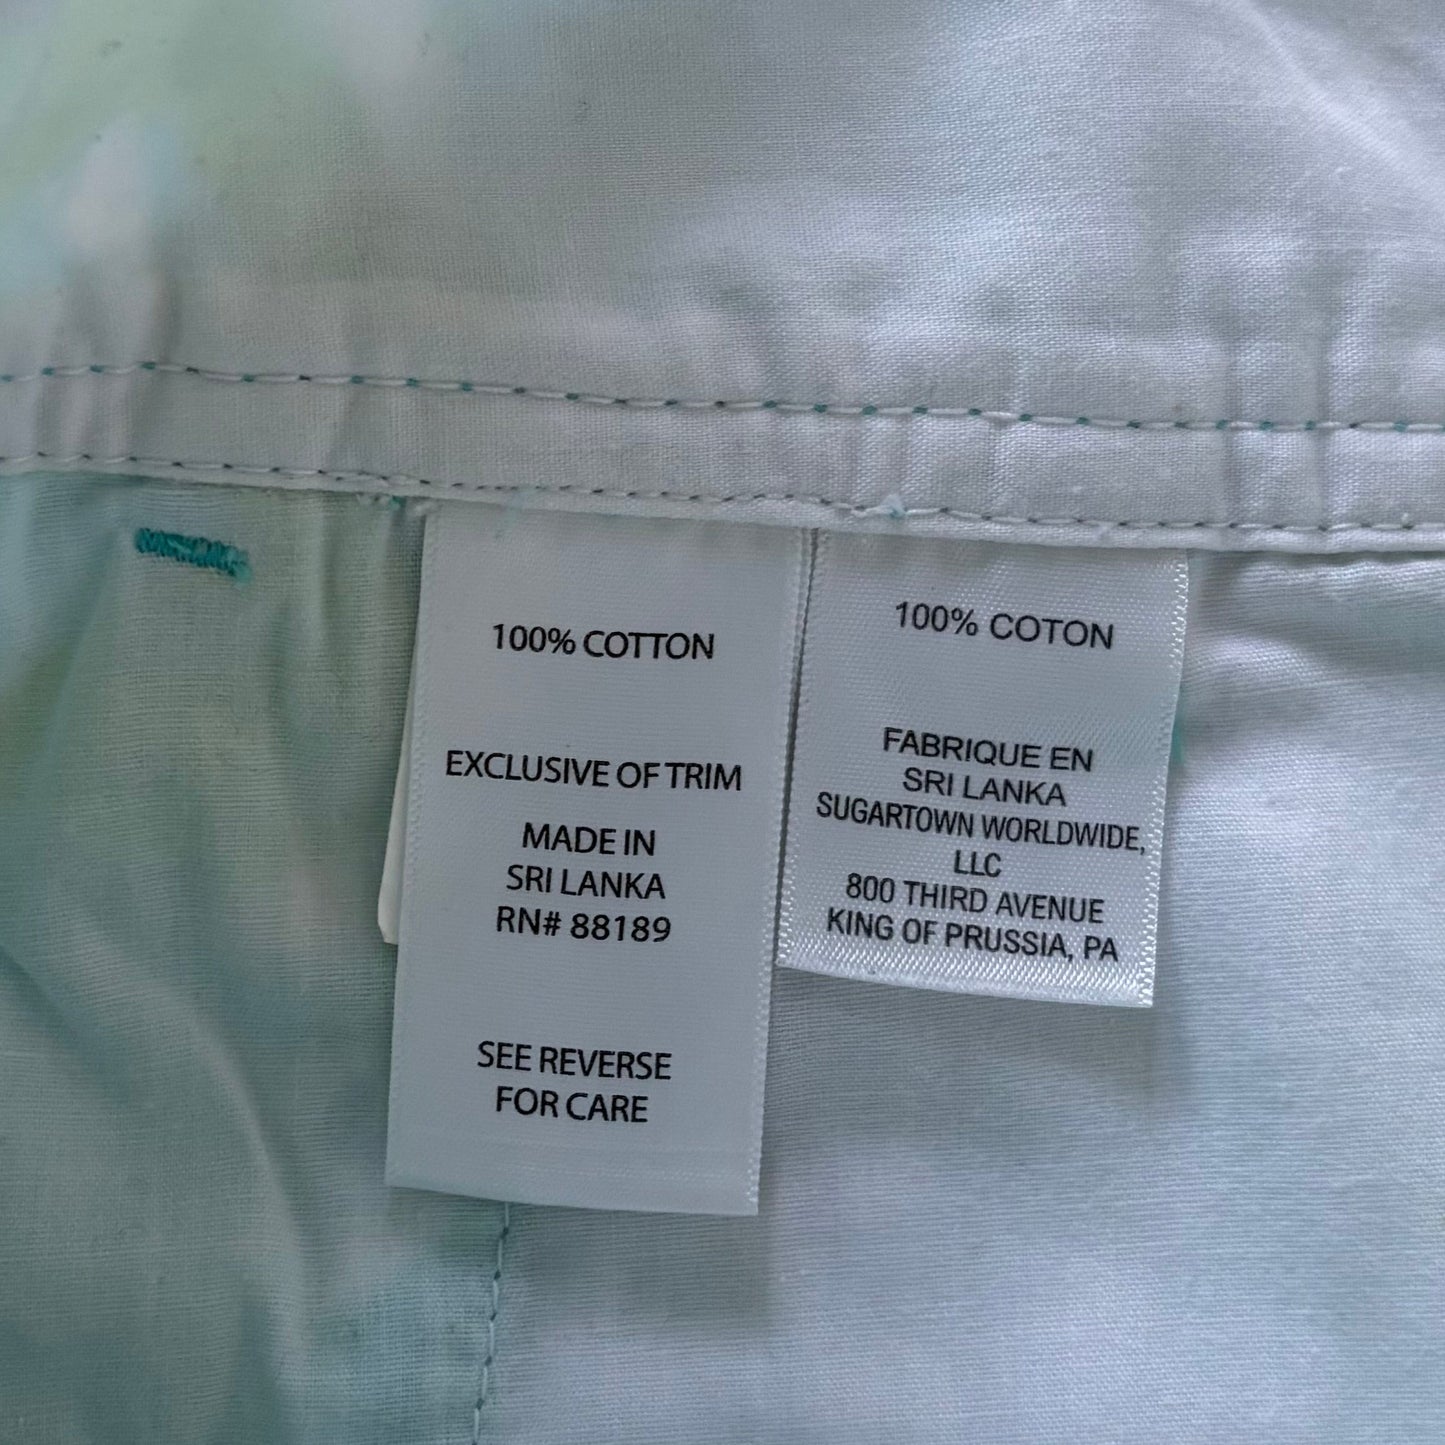 100% COTTON
EXCLUSIVE OF TRIM
MADE IN
SRI LANKA
RN# 88189
SEE REVERSE
FOR CARE
100% COTON
FABRIQUE EN
SRI LANKA
SUGARTOWN WORLDWIDE,
LLC
800 THIRD AVENUE
KING OF PRUSSIA, PA